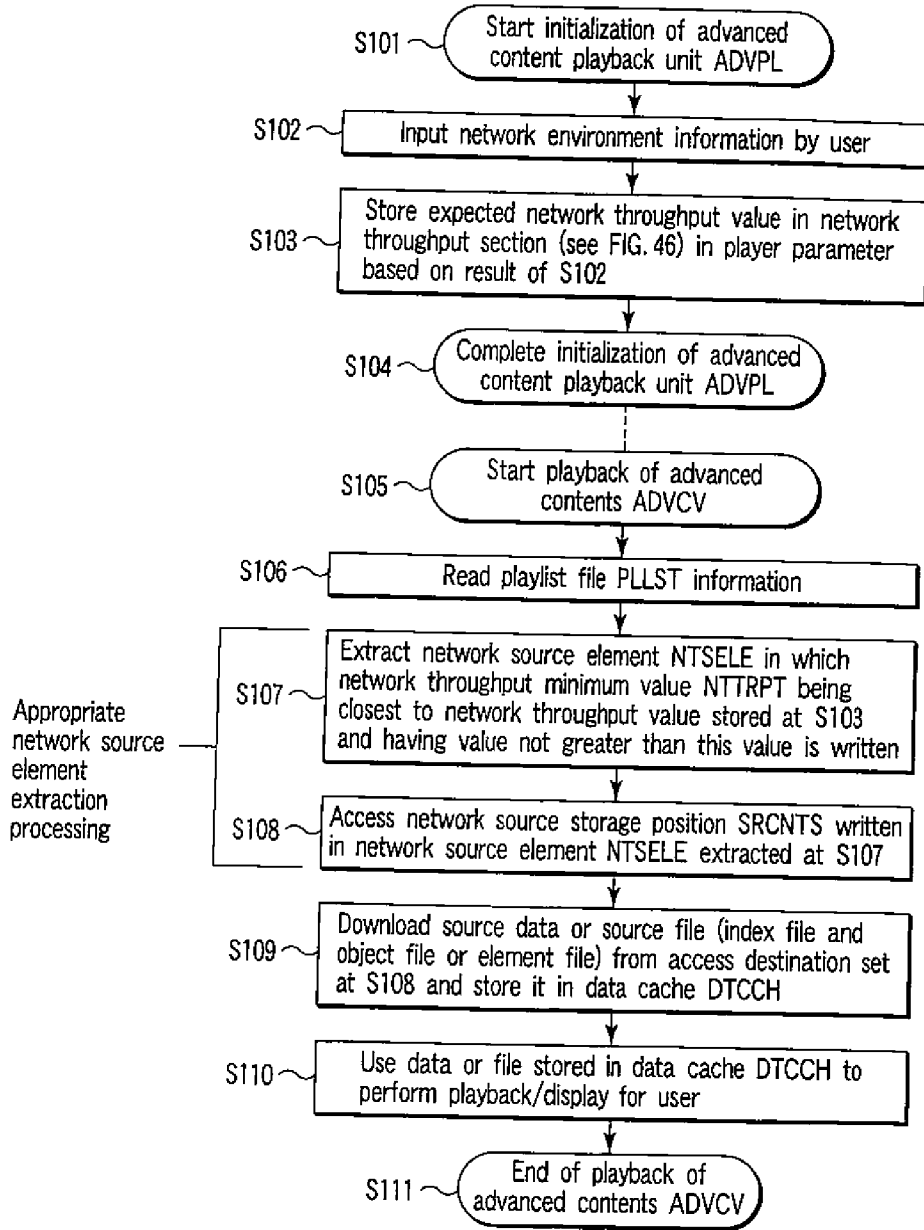 S101
Start initialization of advanced
content playback unit ADVPL
S102
Input network environment information by user
S103
Store expected network throughput value in network
throughput section (see FIG. 46) in player parameter
based on result of S102
S104
Complete initialization of advanced
content playback unit ADVPL
S105
Start playback of advanced
contents ADVCV
S106
Read playlist file PLLST information
Appropriate
network source
element
extraction
processing
S107
Extract network source element NTSELE in which
network throughput minimum value NTTRPT being
closest to network throughput value stored at S103
and having value not greater than this value is written
S108
Access network source storage position SRCNTS written
in network source element NTSELE extracted at S107
S109
Download source data or source file (index file and
object file or element file) from access destination set
at S108 and store it in data cache DTCCH
S110
Use data or file stored in data cache DTCCH to
perform playback/display for user
S111
End of playback of
advanced contents ADVCV